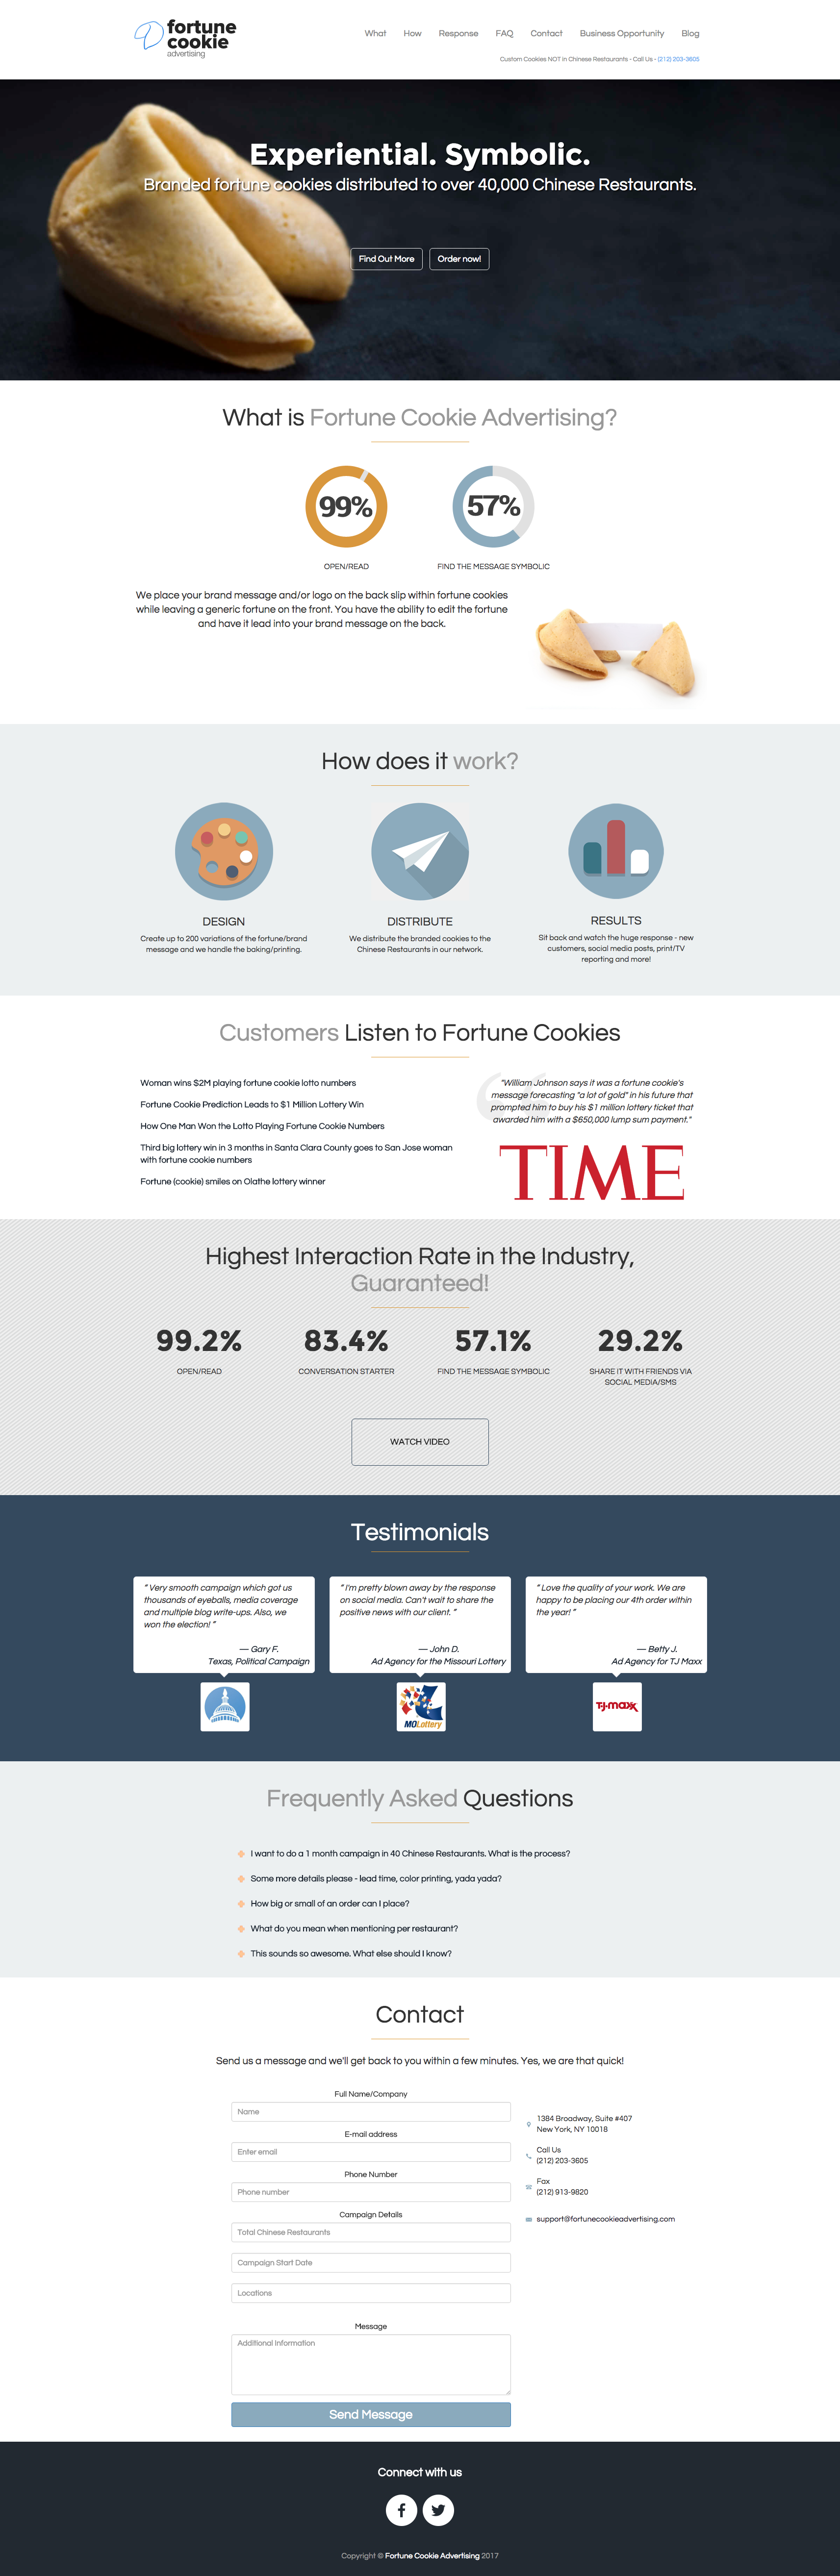 fortune
cookie
advertising
What How Response FAQ Contact Business Opportunity Blog
Custom Cookies NOT in Chinese Restaurants - Call Us - (212) 203-3605
Experiential. Symbolic.
Branded fortune cookies distributed to over 40,000 Chinese Restaurants.
Find Out More Order now!
What is Fortune Cookie Advertising?
99% 57%
OPEN/READ FIND THE MESSAGE SYMBOLIC
We place your brand message and/or logo on the back slip within fortune cookies
while leaving a generic fortune on the front. You have the ability to edit the fortune
and have it lead into your brand message on the back.
How does it work?
DESIGN
Create up to 200 variations of the fortune/brand
message and we handle the baking/printing.
DISTRIBUTE
We distribute the branded cookies to the
Chinese Restaurants in our network.
RESULTS
Sit back and watch the huge response - new
customers, social media posts, print/TV
reporting and more!
Customers Listen to Fortune Cookies
Woman wins $2M playing fortune cookie lotto numbers
Fortune Cookie Prediction Leads to $1 Million Lottery Win
How One Man Won the Lotto Playing Fortune Cookie Numbers
Third big lottery win in 3 months in Santa Clara County goes to San Jose woman
with fortune cookie numbers
Fortune (cookie) smiles on Olathe lottery winner
"William Johnson says it was a fortune cookie's
message forecasting "a lot of gold" in his future that
prompted him to buy his $1 million lottery ticket that
awarded him with a $650,000 lump sum payment."
TIME
Highest Interaction Rate in the Industry,
Guaranteed!
99.2% 83.4% 57.1% 29.2%
OPEN/READ CONVERSATION STARTER FIND THE MESSAGE SYMBOLIC SHARE IT WITH FRIENDS VIA
SOCIAL MEDIA/SMS
WATCH VIDEO
Testimonials
“ Very smooth campaign which got us
thousands of eyeballs, media coverage
and multiple blog write-ups. Also, we
won the election! ”
— Gary F.
Texas, Political Campaign
“ I'm pretty blown away by the response
on social media. Can't wait to share the
positive news with our client. ”
— John D.
Ad Agency for the Missouri Lottery
MOLottery
“ Love the quality of your work. We are
happy to be placing our 4th order within
the year! ”
— Betty J.
Ad Agency for TJ Maxx
T•J•maxx
Frequently Asked Questions
I want to do a 1 month campaign in 40 Chinese Restaurants. What is the process?
Some more details please - lead time, color printing, yada yada?
How big or small of an order can I place?
What do you mean when mentioning per restaurant?
This sounds so awesome. What else should I know?
Contact
Send us a message and we'll get back to you within a few minutes. Yes, we are that quick!
Full Name/Company
Name
E-mail address
Enter email
Phone Number
Phone number
Campaign Details
Total Chinese Restaurants
Campaign Start Date
Locations
Message
Additional Information
Send Message
1384 Broadway, Suite #407
New York, NY 10018
Call Us
(212) 203-3605
Fax
(212) 913-9820
support@fortunecookieadvertising.com
Connect with us
Copyright © Fortune Cookie Advertising 2017